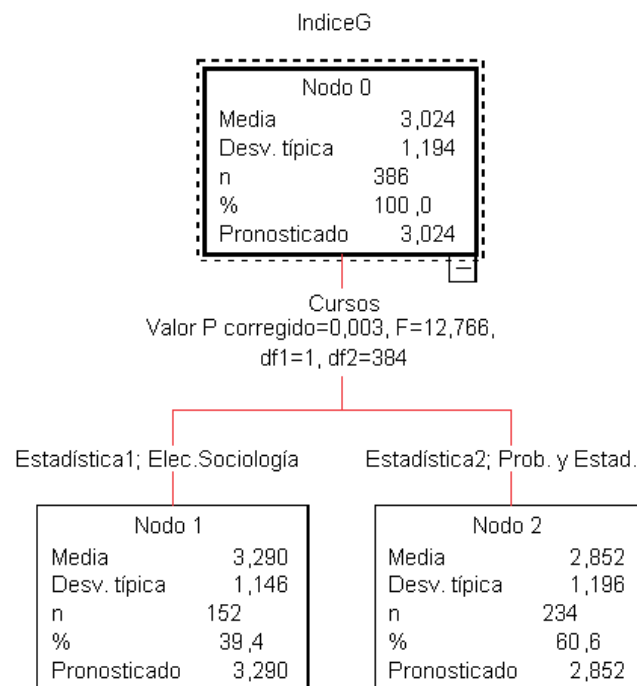 IndiceG
Nodo 0
Media 3,024
Desv. típica 1,194
n 386
% 100 ,0
Pronosticado 3,024
Cursos
Valor P corregido=0,003, F=12,766,
df1=1, df2=384
Estadística1; Elec.Sociología
Estadística2; Prob. y Estad.
Nodo 1
Media 3,290
Desv. típica 1,146
n 152
% 39 ,4
Pronosticado 3,290
Nodo 2
Media 2,852
Desv. típica 1,196
n 234
% 60 ,6
Pronosticado 2,852